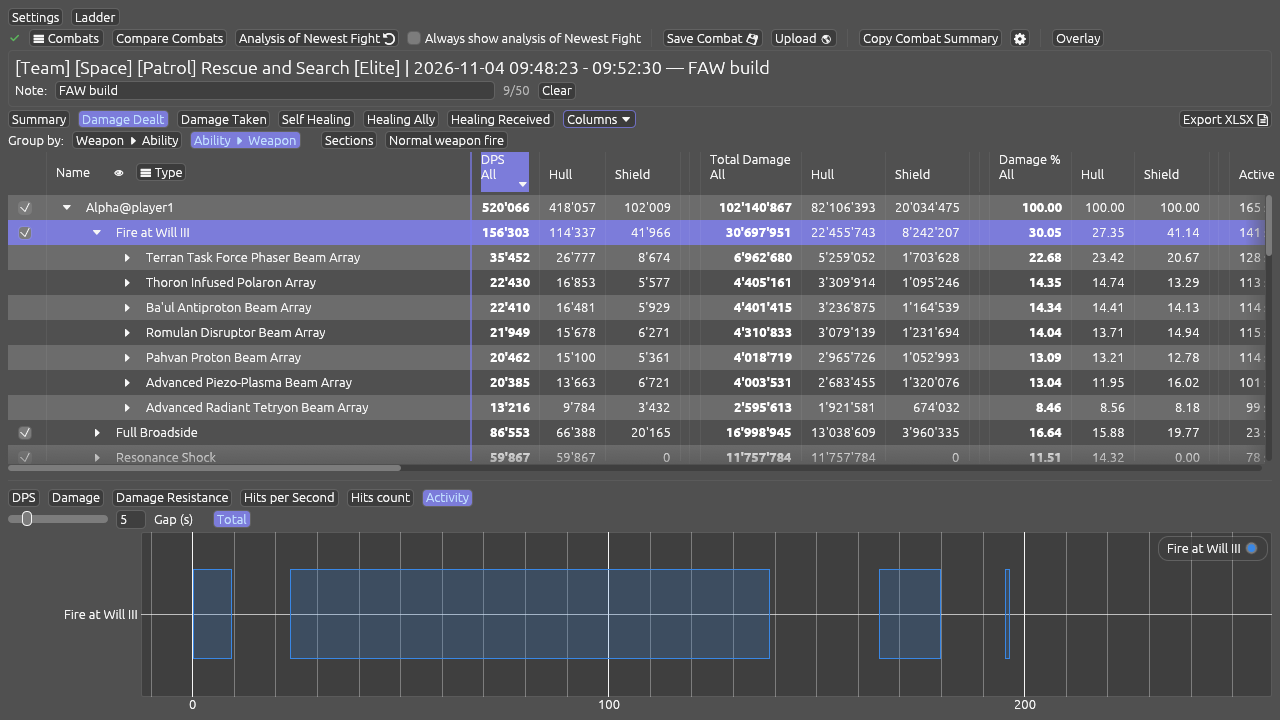 Settings Ladder
Combats Compare Combats Analysis of Newest Fight Always show analysis of Newest Fight Save Combat Upload Copy Combat Summary Overlay
[Team] [Space] [Patrol] Rescue and Search [Elite] | 2026-11-04 09:48:23 - 09:52:30 — FAW build
Note: FAW build 9/50 Clear
Summary Damage Dealt Damage Taken Self Healing Healing Ally Healing Received Columns Export XLSX
Group by: Weapon Ability Ability Weapon Sections Normal weapon fire
DPS Total Damage Damage %
Name Type All Hull Shield All Hull Shield All Hull Shield Active
Alpha@player1 520'066 418'057 102'009 102'140'867 82'106'393 20'034'475 100.00 100.00 100.00 165
Fire at Will III 156'303 114'337 41'966 30'697'951 22'455'743 8'242'207 30.05 27.35 41.14 141
Terran Task Force Phaser Beam Array 35'452 26'777 8'674 6'962'680 5'259'052 1'703'628 22.68 23.42 20.67 128
Thoron Infused Polaron Array 22'430 16'853 5'577 4'405'161 3'309'914 1'095'246 14.35 14.74 13.29 113
Ba'ul Antiproton Beam Array 22'410 16'481 5'929 4'401'415 3'236'875 1'164'539 14.34 14.41 14.13 114
Romulan Disruptor Beam Array 21'949 15'678 6'271 4'310'833 3'079'139 1'231'694 14.04 13.71 14.94 115
Pahvan Proton Beam Array 20'462 15'100 5'361 4'018'719 2'965'726 1'052'993 13.09 13.21 12.78 114
Advanced Piezo-Plasma Beam Array 20'385 13'663 6'721 4'003'531 2'683'455 1'320'076 13.04 11.95 16.02 101
Advanced Radiant Tetryon Beam Array 13'216 9'784 3'432 2'595'613 1'921'581 674'032 8.46 8.56 8.18 99
Full Broadside 86'553 66'388 20'165 16'998'945 13'038'609 3'960'335 16.64 15.88 19.77 23
Resonance Shock 59'867 59'867 0 11'757'784 11'757'784 0 11.51 14.32 0.00 78
DPS Damage Damage Resistance Hits per Second Hits count Activity
5 Gap (s) Total
Fire at Will III
Fire at Will III
0 100 200